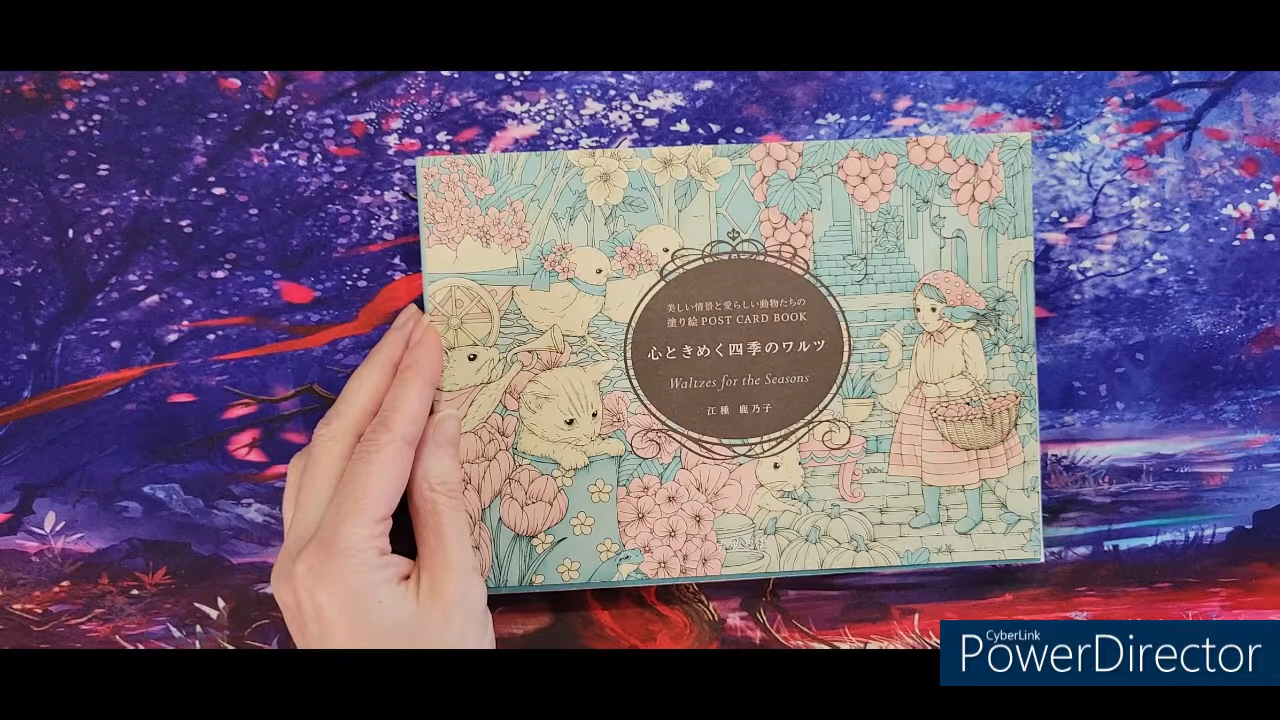 美しい情景と愛らしい動物たちの
塗り絵 POST CARD BOOK
心ときめく四季のワルツ
Waltzes for the Seasons
江種 鹿乃子
CyberLink
PowerDirector